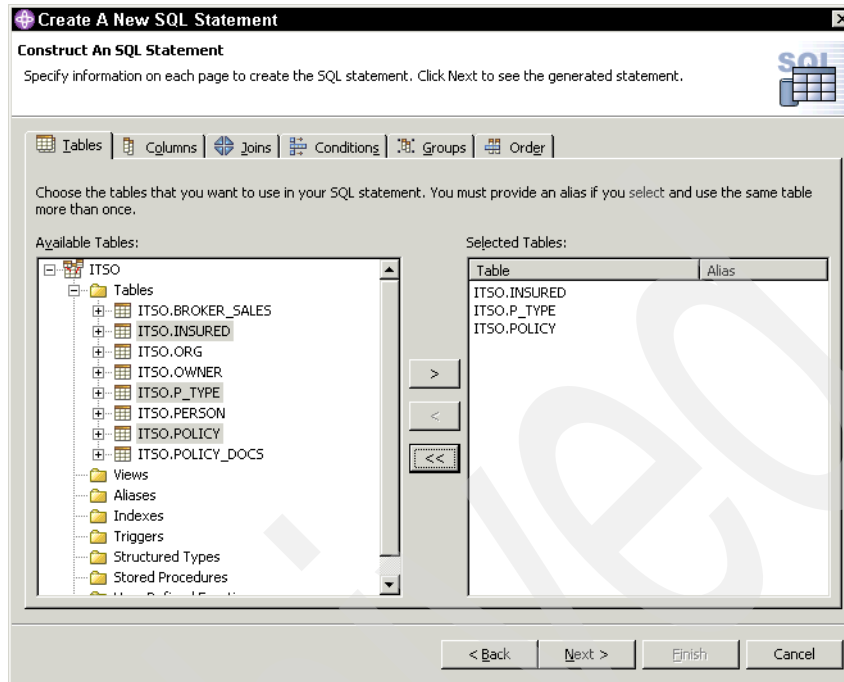 Create A New SQL Statement
Construct An SQL Statement
Specify information on each page to create the SQL statement. Click Next to see the generated statement.
SQL
Tables Columns Joins Conditions Groups Order
Choose the tables that you want to use in your SQL statement. You must provide an alias if you select and use the same table
more than once.
Available Tables:
ITSO
Tables
ITSO.BROKER_SALES
ITSO.INSURED
ITSO.ORG
ITSO.OWNER
ITSO.P_TYPE
ITSO.PERSON
ITSO.POLICY
ITSO.POLICY_DOCS
Views
Aliases
Indexes
Triggers
Structured Types
Stored Procedures
>
<
<<
Selected Tables:
Table Alias
ITSO.INSURED
ITSO.P_TYPE
ITSO.POLICY
< Back Next > Finish Cancel